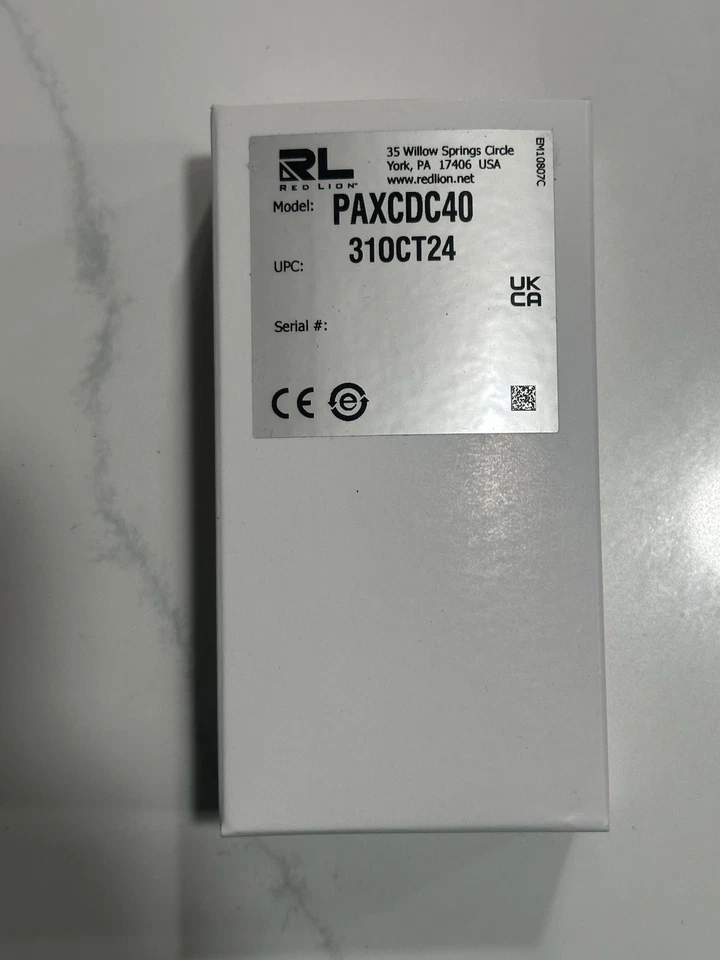 RL
RED LION®
35 Willow Springs Circle
York, PA 17406 USA
www.redlion.net
EM10807C
Model: PAXCDC40
31OCT24
UPC:
UK
CA
Serial #:
CE e